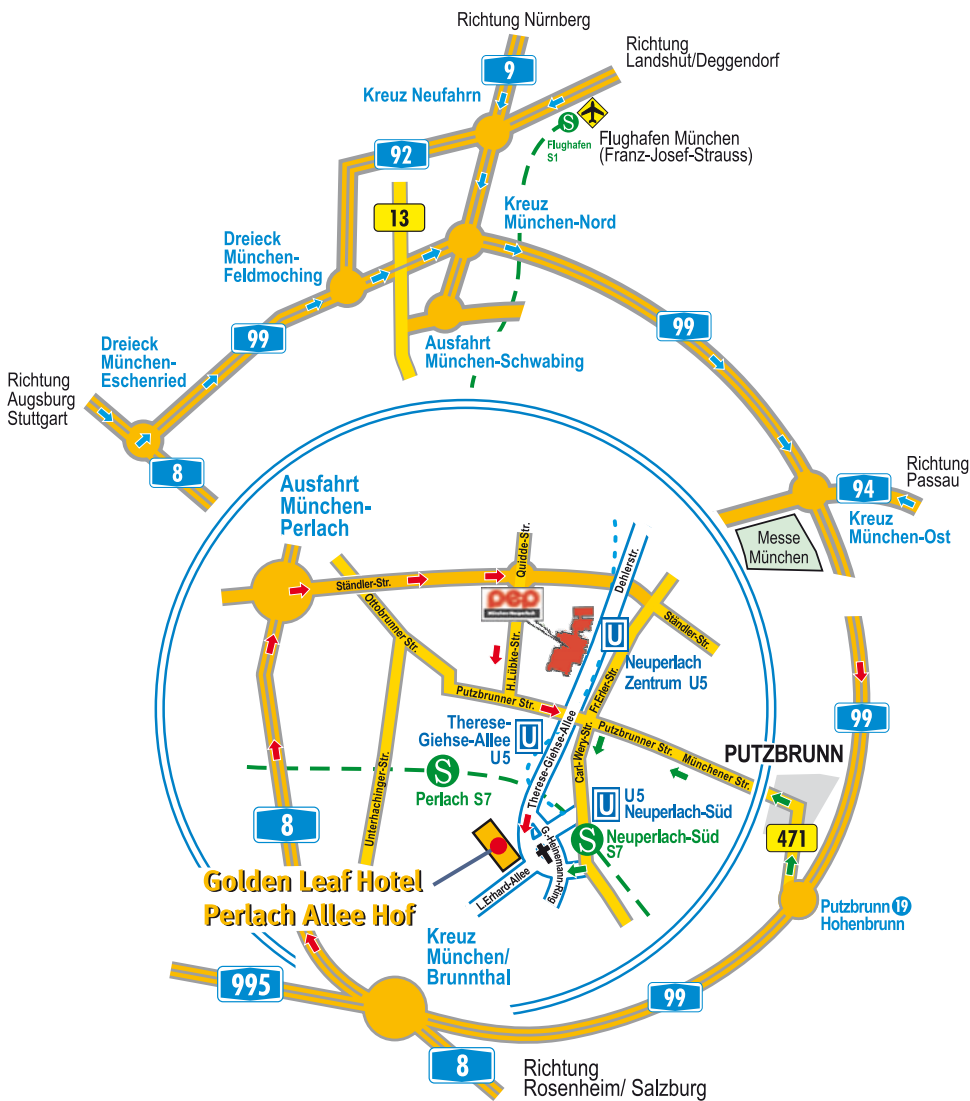 Richtung Nürnberg
Richtung
Landshut/Deggendorf
9
Kreuz Neufahrn
S
Flughafen
S1
Flughafen München
(Franz-Josef-Strauss)
92
13
Kreuz
München-Nord
Dreieck
München-
Feldmoching
99
99
Ausfahrt
München-Schwabing
Dreieck
München-
Eschenried
Richtung
Augsburg
Stuttgart
8
Richtung
Passau
94
Kreuz
München-Ost
Messe
München
Ausfahrt
München-
Perlach
Quidde-Str.
Dehlerstr.
Ständler-Str.
Ottobrunner Str.
pep
Ständler-Str.
U
Neuperlach
Zentrum U5
H.Lübke-Str.
Fr.Erler-Str.
Putzbrunner Str.
Therese-
Giehse-Allee
U5
U
Therese-Giehse-Allee
Carl-Wery-Str.
Putzbrunner Str.
Münchener Str.
PUTZBRUNN
99
S
Perlach S7
Unterhachinger-Str.
U
U5
Neuperlach-Süd
S
Neuperlach-Süd
S7
471
8
G.-Heinemann-Ring
L.Erhard-Allee
Golden Leaf Hotel
Perlach Allee Hof
Putzbrunn 19
Hohenbrunn
Kreuz
München/
Brunnthal
995
99
8
Richtung
Rosenheim/ Salzburg